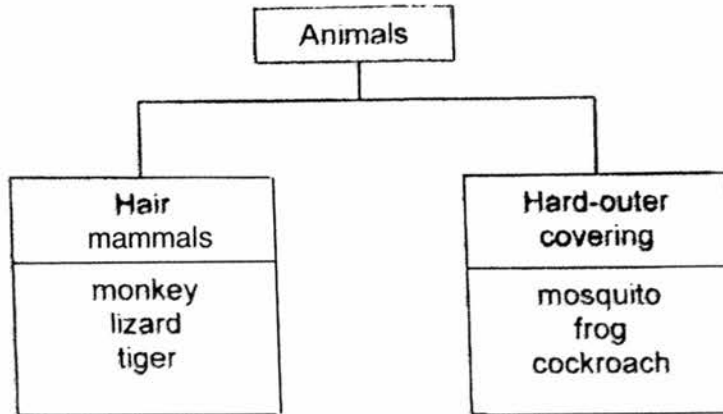 Animals
Hair
mammals
monkey
lizard
tiger
Hard-outer
covering
mosquito
frog
cockroach